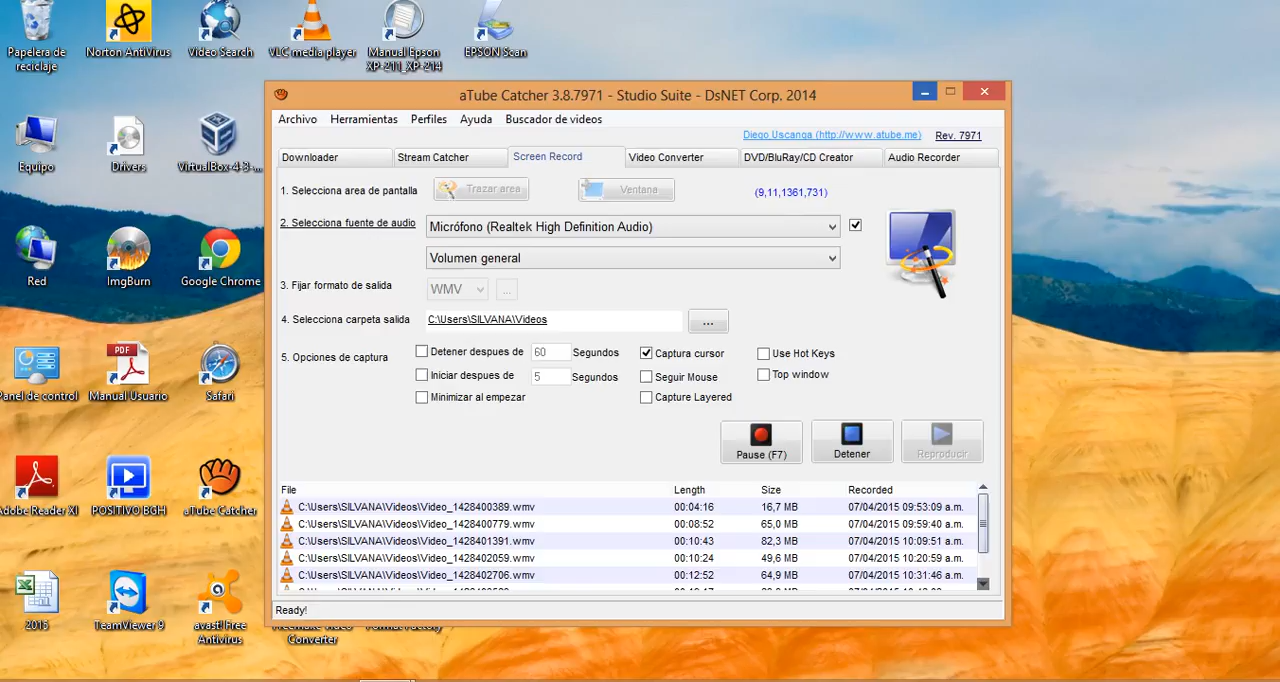 Papelera de reciclaje
Norton AntiVirus
Video Search
VLC media player
Manual Epson XP-211_XP-214
EPSON Scan
Equipo
Drivers
VirtualBox-4-3-...
Red
ImgBurn
Google Chrome
Panel de control
PDF
Manual Usuario
Safari
Adobe Reader XI
POSITIVO BGH
aTube Catcher
2015
TeamViewer 9
avast! Free Antivirus
Converter
aTube Catcher 3.8.7971 - Studio Suite - DsNET Corp. 2014
Archivo Herramientas Perfiles Ayuda Buscador de videos
Diego Uscanga (http://www.atube.me) Rev. 7971
Downloader Stream Catcher Screen Record Video Converter DVD/BluRay/CD Creator Audio Recorder
1. Selecciona area de pantalla Trazar area Ventana (9,11,1361,731)
2. Selecciona fuente de audio Micrófono (Realtek High Definition Audio)
Volumen general
3. Fijar formato de salida WMV ...
4. Selecciona carpeta salida C:\Users\SILVANA\Videos ...
5. Opciones de captura
Detener despues de 60 Segundos Captura cursor Use Hot Keys
Iniciar despues de 5 Segundos Seguir Mouse Top window
Minimizar al empezar Capture Layered
Pause (F7) Detener Reproducir
File Length Size Recorded
C:\Users\SILVANA\Videos\Video_1428400389.wmv 00:04:16 16,7 MB 07/04/2015 09:53:09 a.m.
C:\Users\SILVANA\Videos\Video_1428400779.wmv 00:08:52 65,0 MB 07/04/2015 09:59:40 a.m.
C:\Users\SILVANA\Videos\Video_1428401391.wmv 00:10:43 82,3 MB 07/04/2015 10:09:51 a.m.
C:\Users\SILVANA\Videos\Video_1428402059.wmv 00:10:24 49,6 MB 07/04/2015 10:20:59 a.m.
C:\Users\SILVANA\Videos\Video_1428402706.wmv 00:12:52 64,9 MB 07/04/2015 10:31:46 a.m.
Ready!